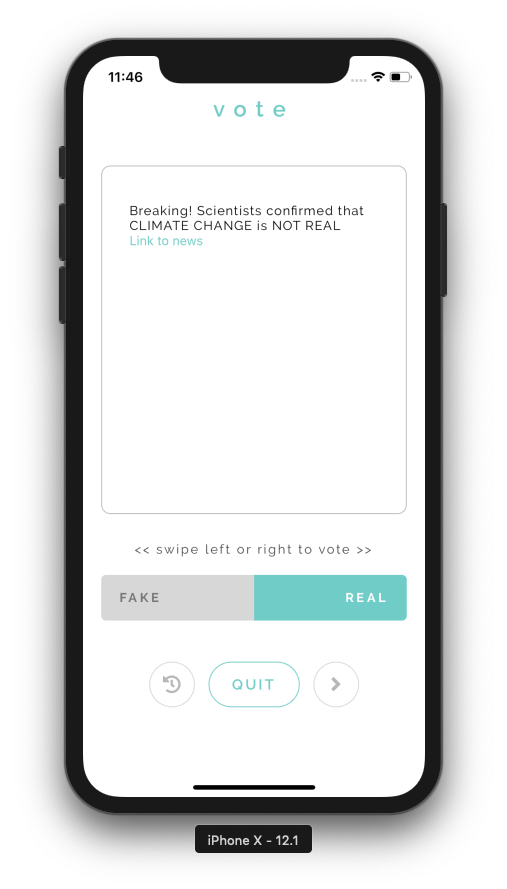 11:46
vote
Breaking! Scientists confirmed that
CLIMATE CHANGE is NOT REAL
Link to news
<< swipe left or right to vote >>
FAKE REAL
QUIT
iPhone X - 12.1